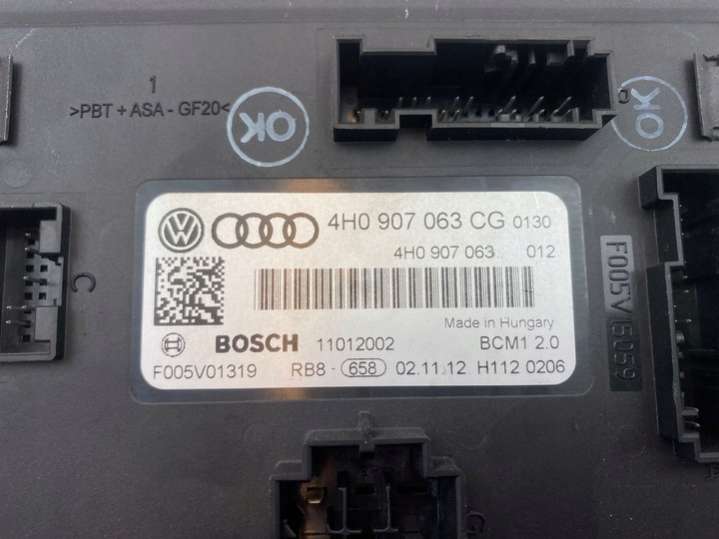 1
>PBT + ASA - GF20<
OK
OK
J
C
4H0 907 063 CG 0130
4H0 907 063 012
Made in Hungary
BOSCH 11012002 BCM1 2.0
F005V01319 RB8 - 658 02.11.12 H112 0206
F005V15059